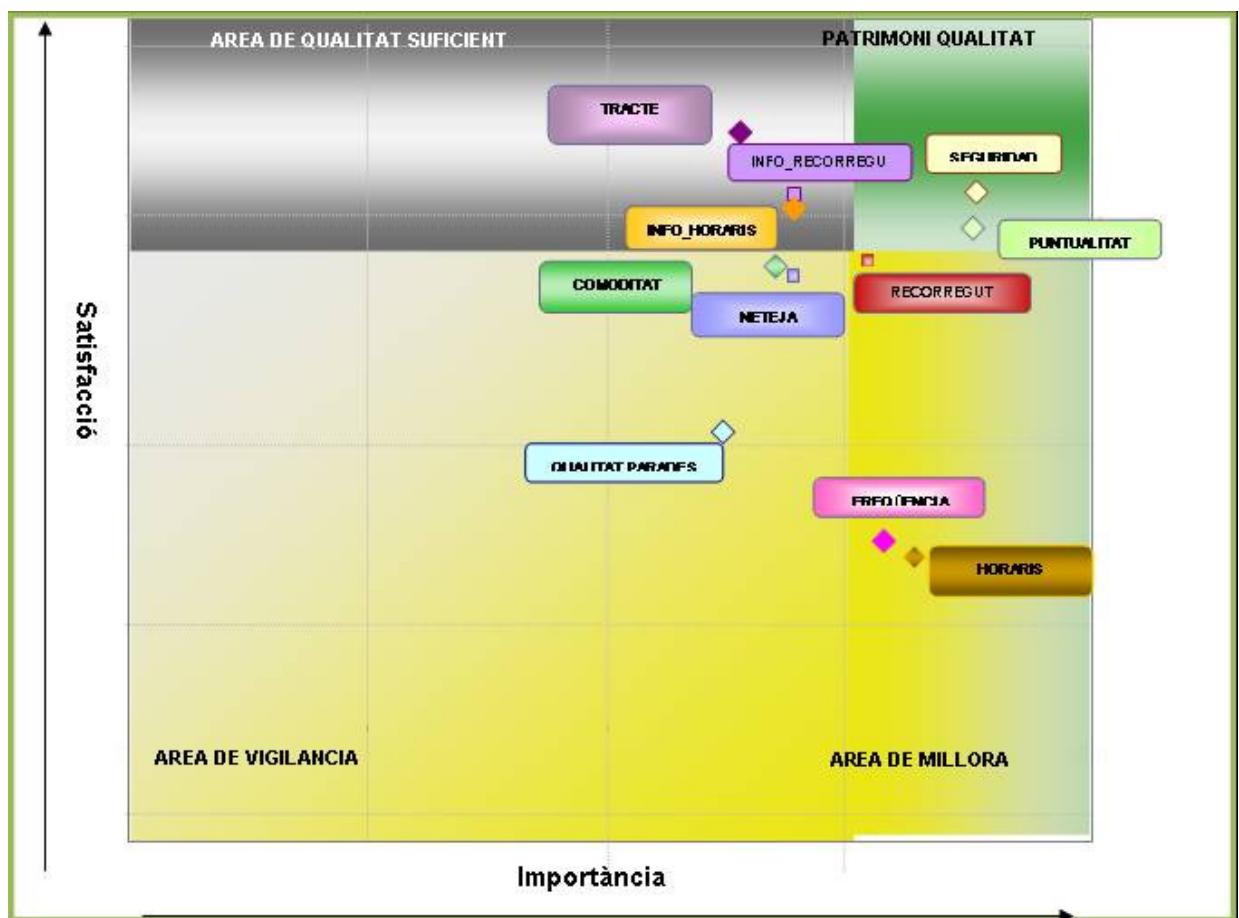 AREA DE QUALITAT SUFICIENT
PATRIMONI QUALITAT
TRACTE
INFO_RECORREGU
SEGURIDAD
INFO_HORARIS
PUNTUALITAT
COMODITAT
RECORREGUT
NETEJA
Satisfacció
QUALITAT PARADES
FREQÜENCIA
HORARIS
AREA DE VIGILANCIA
AREA DE MILLORA
Importància